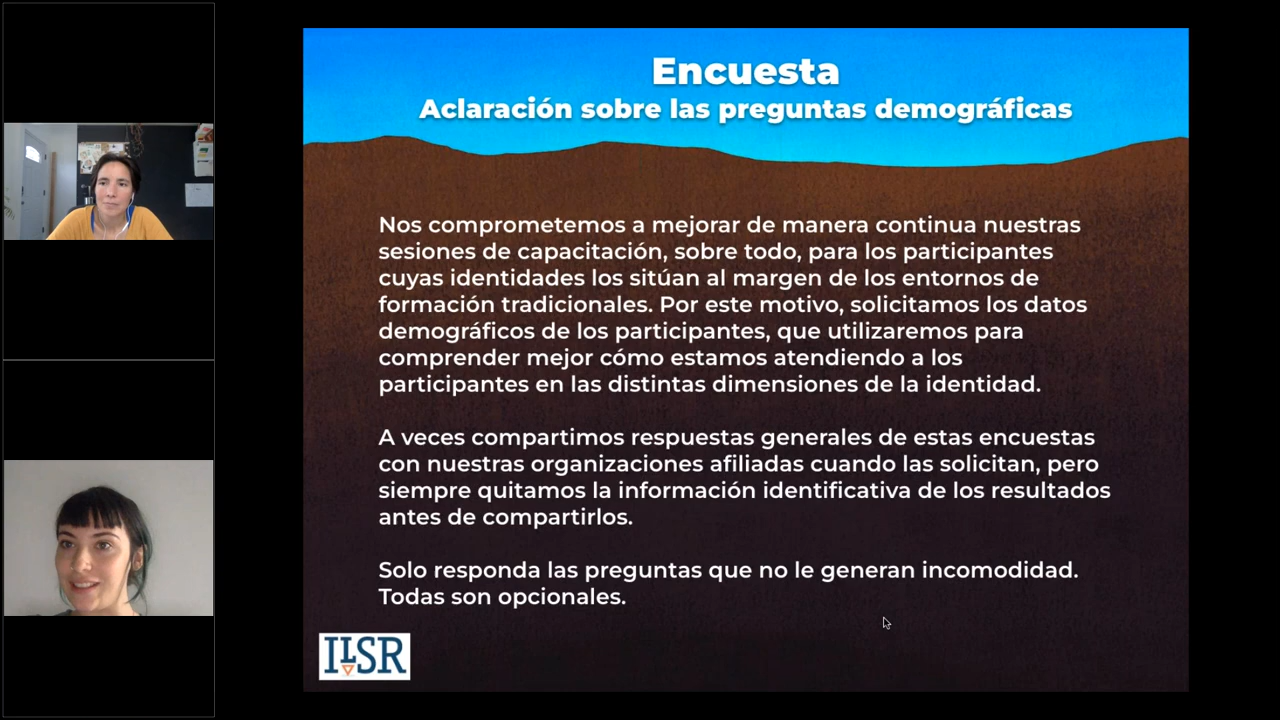 Encuesta
Aclaración sobre las preguntas demográficas
Nos comprometemos a mejorar de manera continua nuestras
sesiones de capacitación, sobre todo, para los participantes
cuyas identidades los sitúan al margen de los entornos de
formación tradicionales. Por este motivo, solicitamos los datos
demográficos de los participantes, que utilizaremos para
comprender mejor cómo estamos atendiendo a los
participantes en las distintas dimensiones de la identidad.
A veces compartimos respuestas generales de estas encuestas
con nuestras organizaciones afiliadas cuando las solicitan, pero
siempre quitamos la información identificativa de los resultados
antes de compartirlos.
Solo responda las preguntas que no le generan incomodidad.
Todas son opcionales.
ILSR